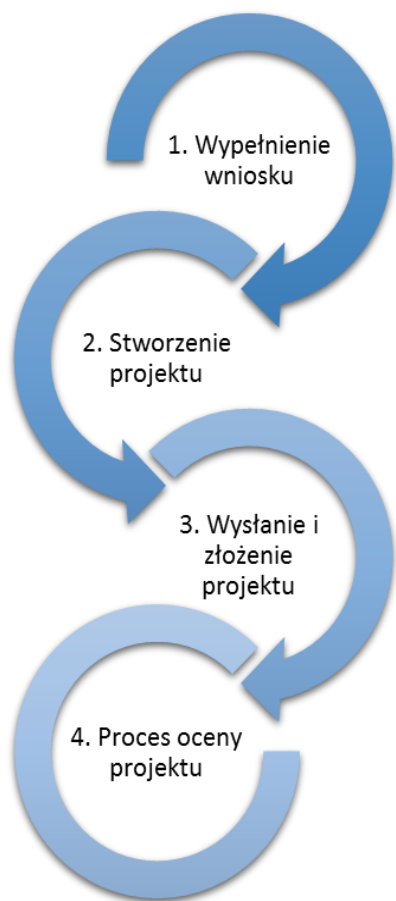 1. Wypełnienie
wniosku
2. Stworzenie
projektu
3. Wysłanie i
złożenie
projektu
4. Proces oceny
projektu